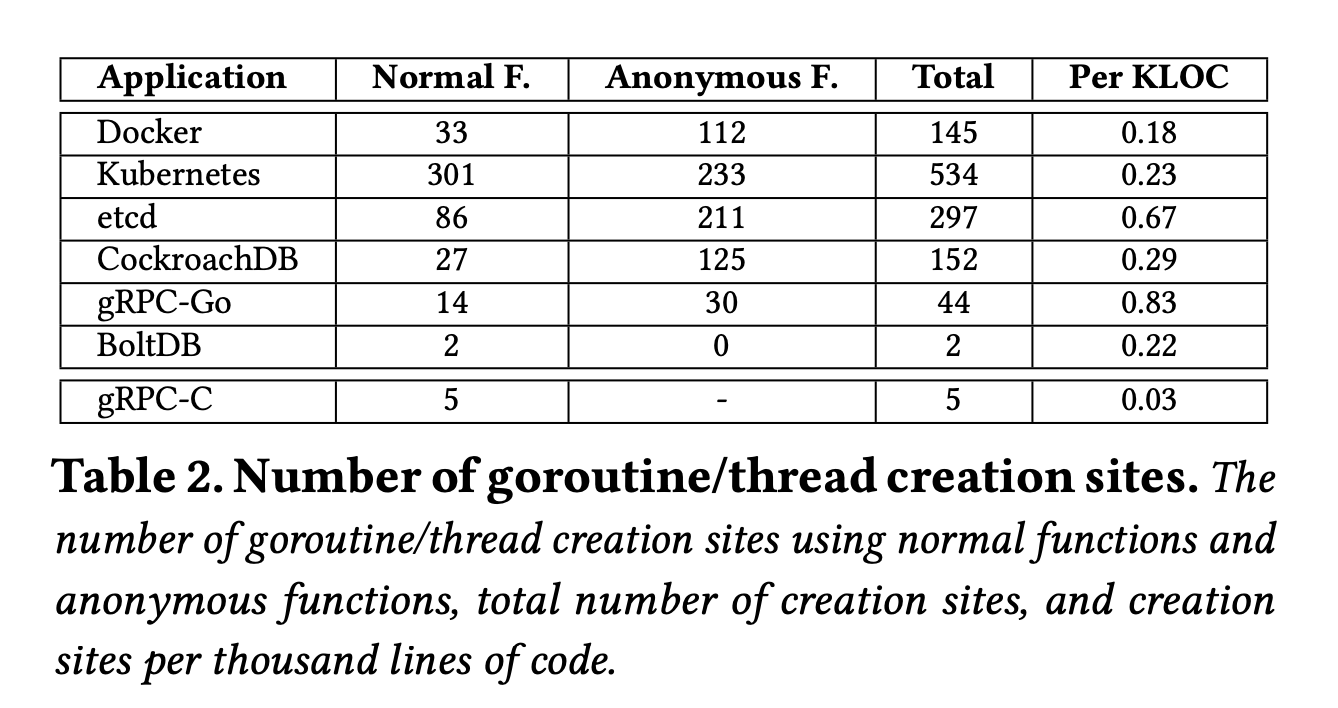 Application Normal F. Anonymous F. Total Per KLOC
Docker 33 112 145 0.18
Kubernetes 301 233 534 0.23
etcd 86 211 297 0.67
CockroachDB 27 125 152 0.29
gRPC-Go 14 30 44 0.83
BoltDB 2 0 2 0.22
gRPC-C 5 - 5 0.03
Table 2. Number of goroutine/thread creation sites. The
number of goroutine/thread creation sites using normal functions and
anonymous functions, total number of creation sites, and creation
sites per thousand lines of code.